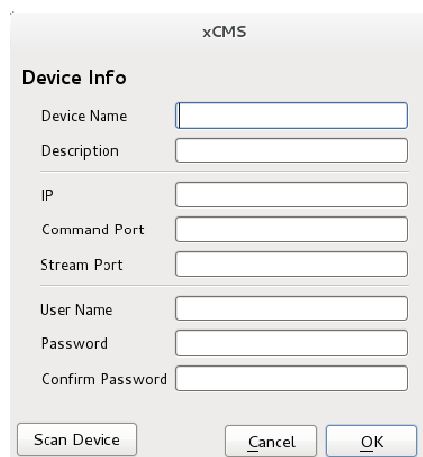 xCMS
Device Info
Device Name
Description
IP
Command Port
Stream Port
User Name
Password
Confirm Password
Scan Device
Cancel
OK